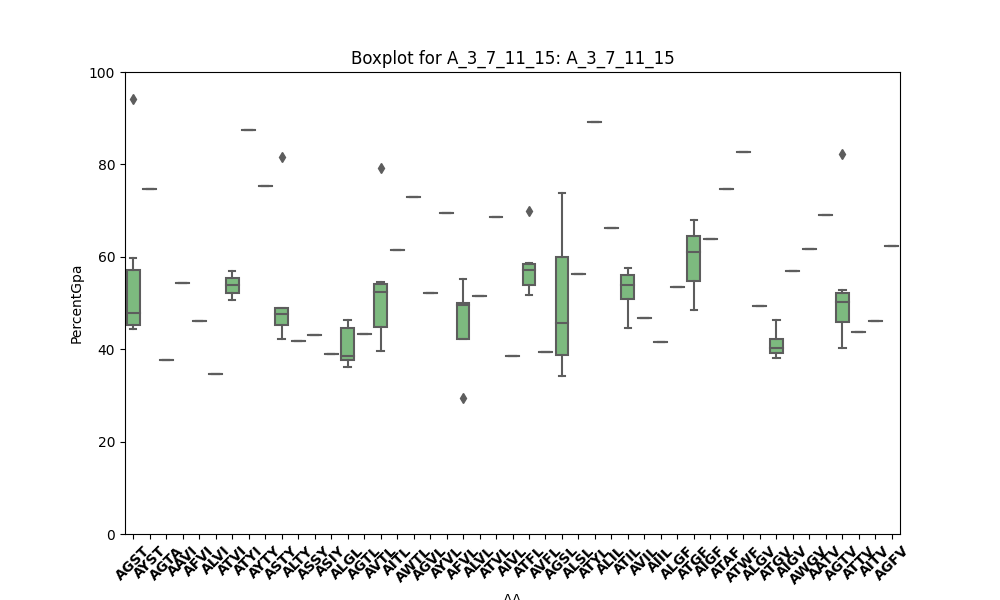 Boxplot for A_3_7_11_15: A_3_7_11_15
PercentGpa
100
80
60
40
20
0
AGST AYST AGTA AAVI AFVI ALVI ATVI ATYI AYTY ASTY ALTY ASSY ASIY ALGL AGTL AVTL AITL AWTL AGVL AYVL AFVL ALVL ATVL AIVL ATFL AVFL AGSL ALSL ATYL ALIL ATIL AVIL AIIL ALGF ATGF AIGF ATAF ATWF ALGV ATGV AIGV AWGV AATV AGTV ATTV AITV AGFV
AA